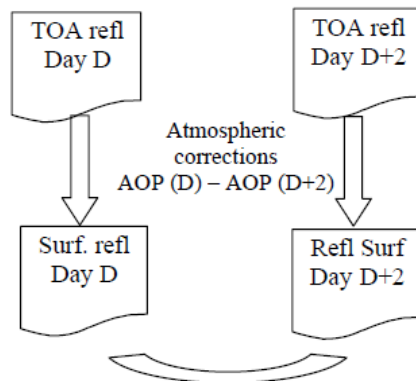 TOA refl
Day D
TOA refl
Day D+2
Atmospheric
corrections
AOP (D) – AOP (D+2)
Surf. refl
Day D
Refl Surf
Day D+2